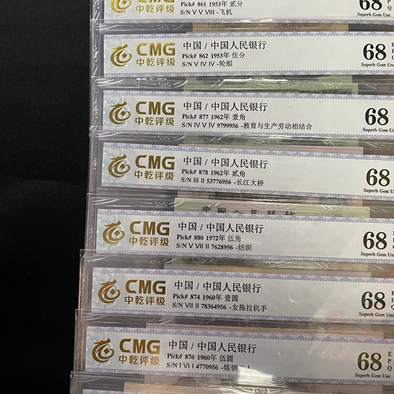 Pick# 861 1953年 贰分
S/N V V VIII -飞机
Superb Gem Unc
CMG
中乾评级
中国 / 中国人民银行
Pick# 862 1953年 伍分
S/N V IV IV -轮船
68
Superb Gem Unc
CMG
中乾评级
中国 / 中国人民银行
Pick# 877 1962年 壹角
S/N IV V IV 9799956 -教育与生产劳动相结合
68
Superb Gem Unc
CMG
中乾评级
中国 / 中国人民银行
Pick# 878 1962年 贰角
S/N III II 53776956 -长江大桥
68
Superb Gem Unc
CMG
中乾评级
中国 / 中国人民银行
Pick# 880 1972年 伍角
S/N V VII II 7628956 -纺织
68
Superb Gem Unc
CMG
中乾评级
中国 / 中国人民银行
Pick# 874 1960年 壹圆
S/N VII II 78364956 -女拖拉机手
68
Superb Gem Unc
CMG
中乾评级
中国 / 中国人民银行
Pick# 876 1960年 伍圆
S/N I VI I 4770956 -炼钢
68